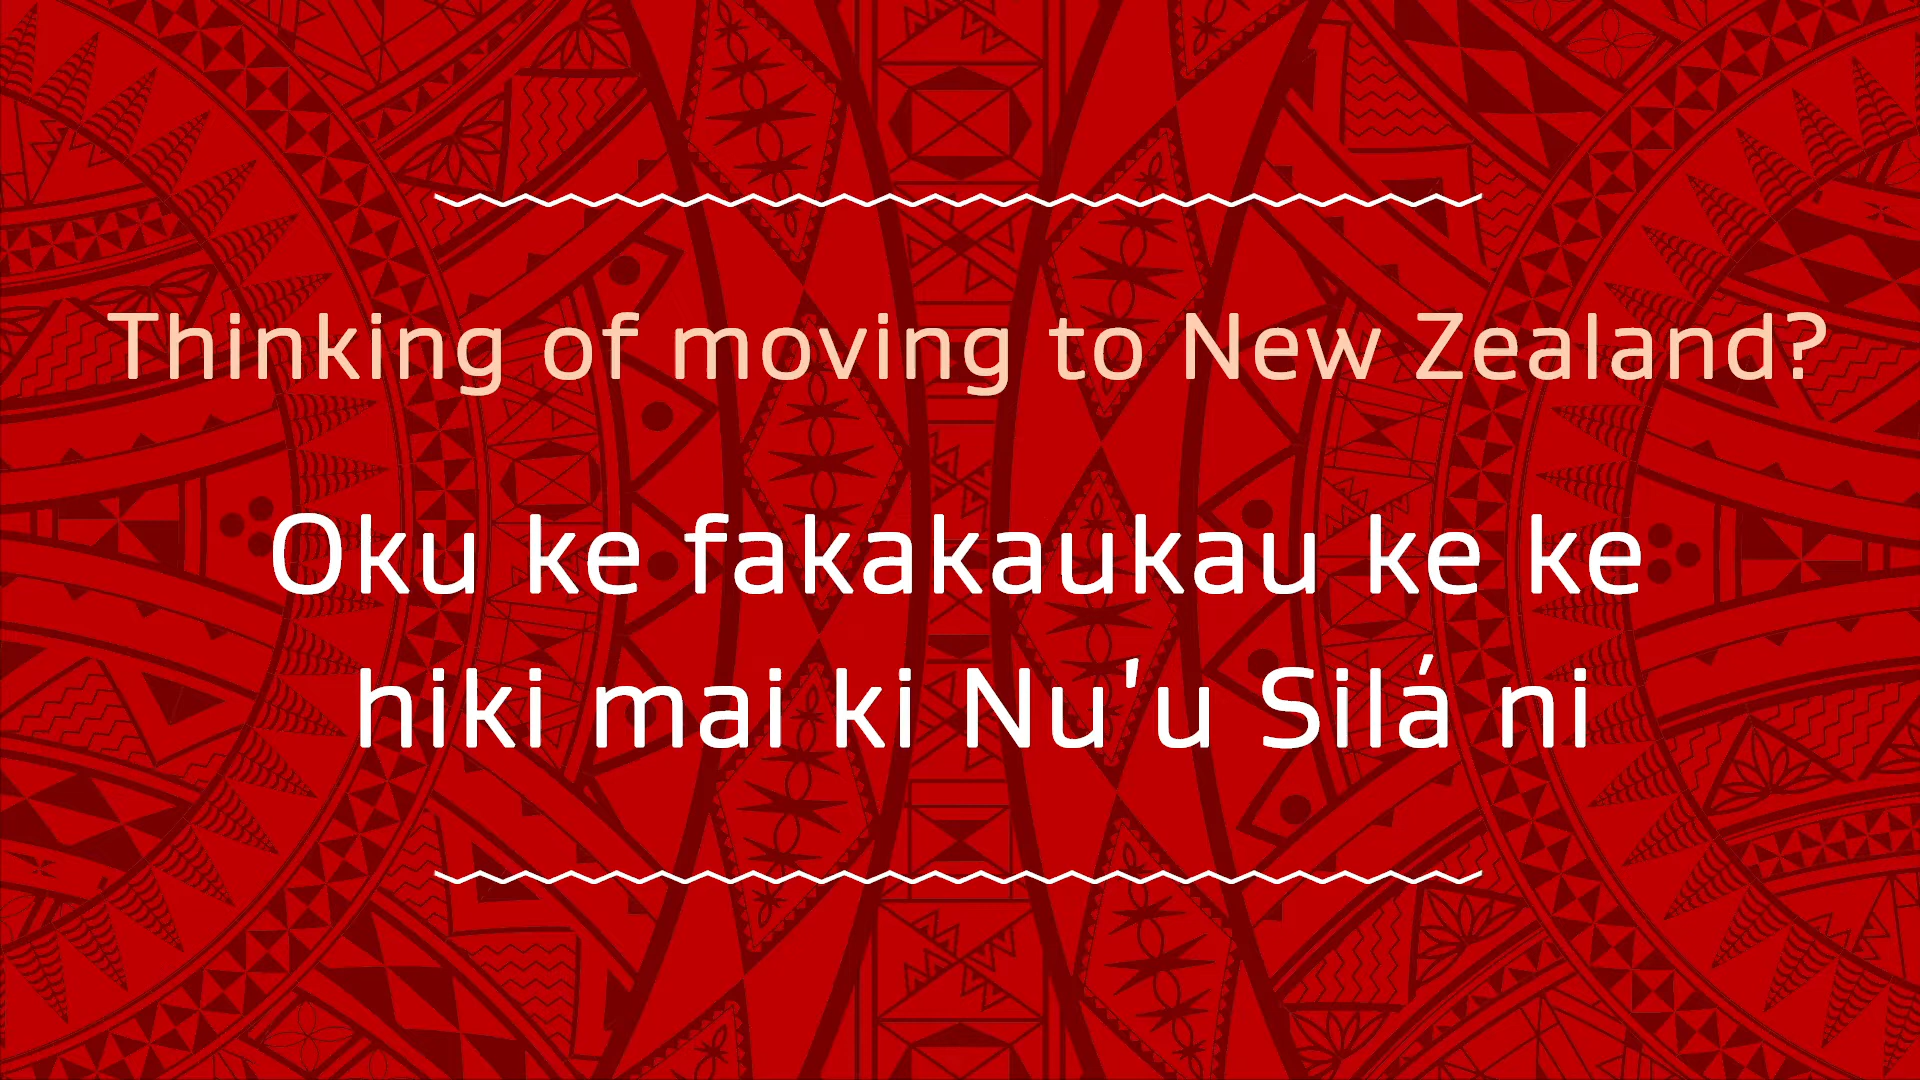 Thinking of moving to New Zealand?
Oku ke fakakaukau ke ke
hiki mai ki Nu'u Silá ni